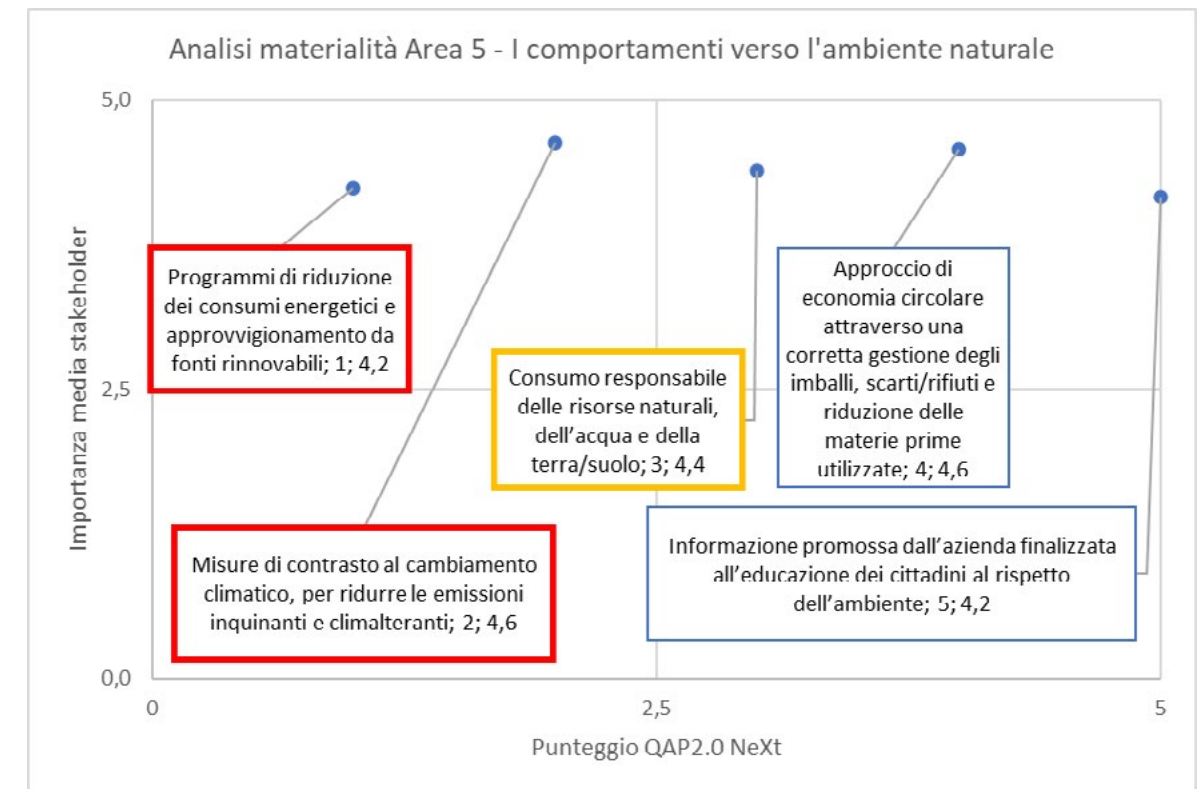 Analisi materialità Area 5 - I comportamenti verso l'ambiente naturale
5,0
2,5
0,0
Importanza media stakeholder
Programmi di riduzione
dei consumi energetici e
approvvigionamento da
fonti rinnovabili; 1; 4,2
Misure di contrasto al cambiamento
climatico, per ridurre le emissioni
inquinanti e climalteranti; 2; 4,6
Consumo responsabile
delle risorse naturali,
dell’acqua e della
terra/suolo; 3; 4,4
Approccio di
economia circolare
attraverso una
corretta gestione degli
imballi, scarti/rifiuti e
riduzione delle
materie prime
utilizzate; 4; 4,6
Informazione promossa dall’azienda finalizzata
all’educazione dei cittadini al rispetto
dell’ambiente; 5; 4,2
0
2,5
5
Punteggio QAP2.0 NeXt